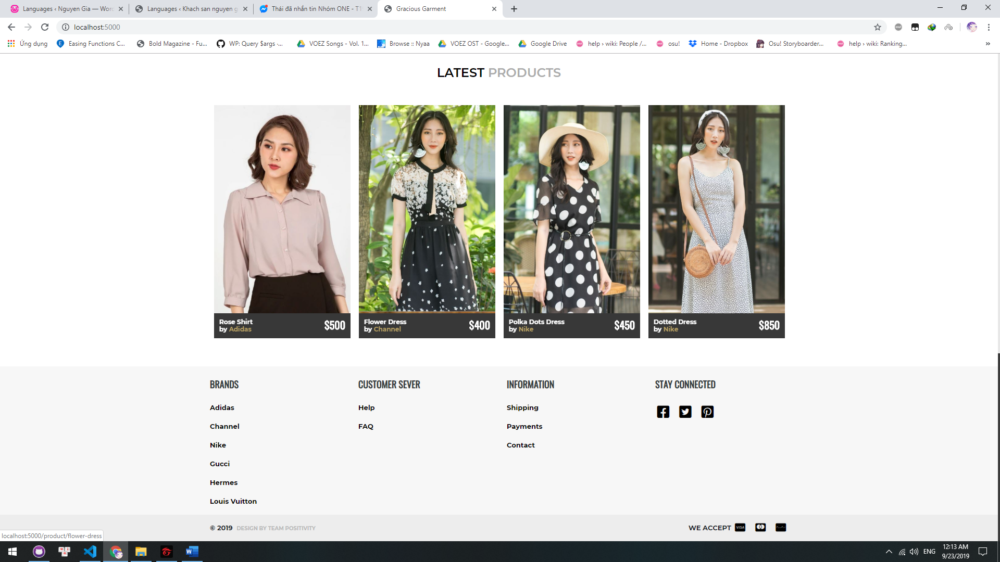 Languages ‹ Nguyen Gia — Wor
Languages ‹ Khach san nguyen g
Thái đã nhắn tin Nhóm ONE - T1
Gracious Garment
localhost:5000
Ứng dụng
Easing Functions C...
Bold Magazine - Fu...
WP: Query $args -...
VOEZ Songs - Vol. 1...
Browse :: Nyaa
VOEZ OST - Google...
Google Drive
help › wiki: People /...
osu!
Home - Dropbox
Osu! Storyboarder...
help › wiki: Ranking...
»
LATEST PRODUCTS
Rose Shirt
by Adidas
$500
Flower Dress
by Channel
$400
Polka Dots Dress
by Nike
$450
Dotted Dress
by Nike
$850
BRANDS
Adidas
Channel
Nike
Gucci
Hermes
Louis Vuitton
CUSTOMER SEVER
Help
FAQ
INFORMATION
Shipping
Payments
Contact
STAY CONNECTED
© 2019 DESIGN BY TEAM POSITIVITY
WE ACCEPT VISA
localhost:5000/product/flower-dress
ENG
12:13 AM
9/23/2019